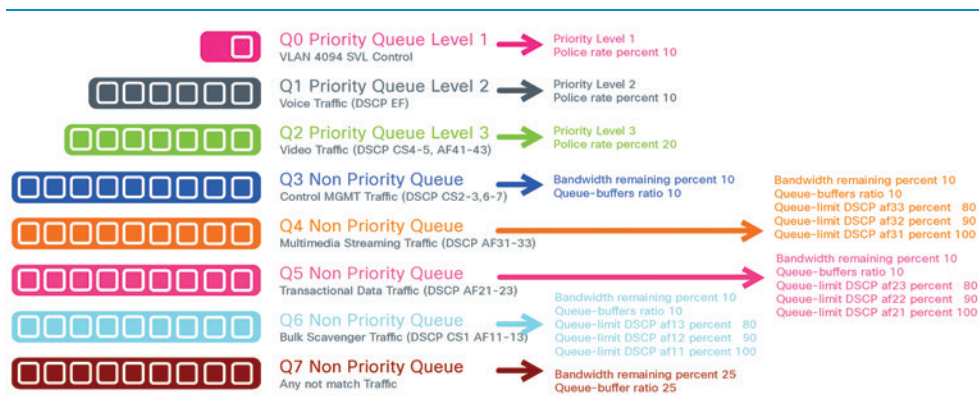 Q0 Priority Queue Level 1
VLAN 4094 SVL Control
Priority Level 1
Police rate percent 10
Q1 Priority Queue Level 2
Voice Traffic (DSCP EF)
Priority Level 2
Police rate percent 10
Q2 Priority Queue Level 3
Video Traffic (DSCP CS4-5, AF41-43)
Priority Level 3
Police rate percent 20
Q3 Non Priority Queue
Control MGMT Traffic (DSCP CS2-3,6-7)
Bandwidth remaining percent 10
Queue-buffers ratio 10
Q4 Non Priority Queue
Multimedia Streaming Traffic (DSCP AF31-33)
Bandwidth remaining percent 10
Queue-buffers ratio 10
Queue-limit DSCP af33 percent 80
Queue-limit DSCP af32 percent 90
Queue-limit DSCP af31 percent 100
Q5 Non Priority Queue
Transactional Data Traffic (DSCP AF21-23)
Bandwidth remaining percent 10
Queue-buffers ratio 10
Queue-limit DSCP af23 percent 80
Queue-limit DSCP af22 percent 90
Queue-limit DSCP af21 percent 100
Q6 Non Priority Queue
Bulk Scavenger Traffic (DSCP CS1 AF11-13)
Bandwidth remaining percent 10
Queue-buffers ratio 10
Queue-limit DSCP af13 percent 80
Queue-limit DSCP af12 percent 90
Queue-limit DSCP af11 percent 100
Q7 Non Priority Queue
Any not match Traffic
Bandwidth remaining percent 25
Queue-buffer ratio 25